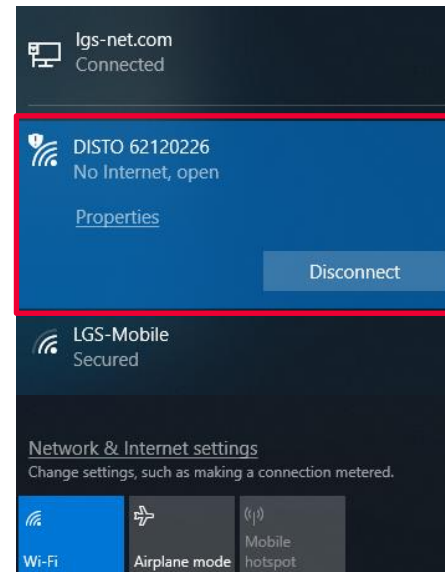 lgs-net.com
Connected
DISTO 62120226
No Internet, open
Properties
Disconnect
LGS-Mobile
Secured
Network & Internet settings
Change settings, such as making a connection metered.
Wi-Fi
Airplane mode
Mobile
hotspot